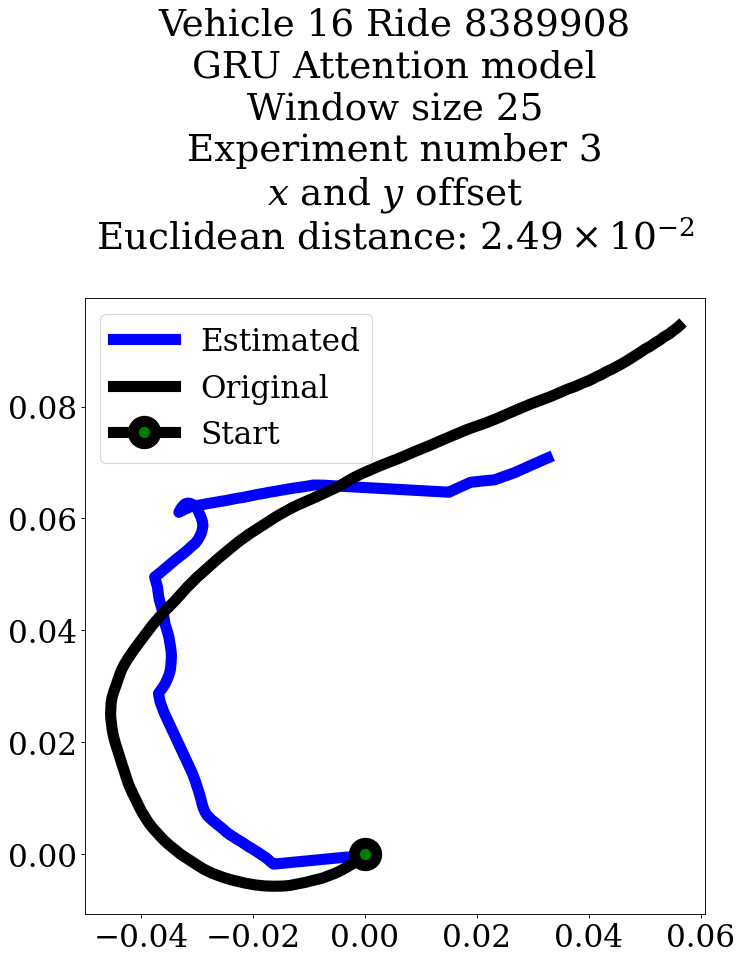 Vehicle 16 Ride 8389908
GRU Attention model
Window size 25
Experiment number 3
x and y offset
Euclidean distance: 2.49 × 10⁻²
Estimated
Original
Start
0.08
0.06
0.04
0.02
0.00
−0.04 −0.02 0.00 0.02 0.04 0.06